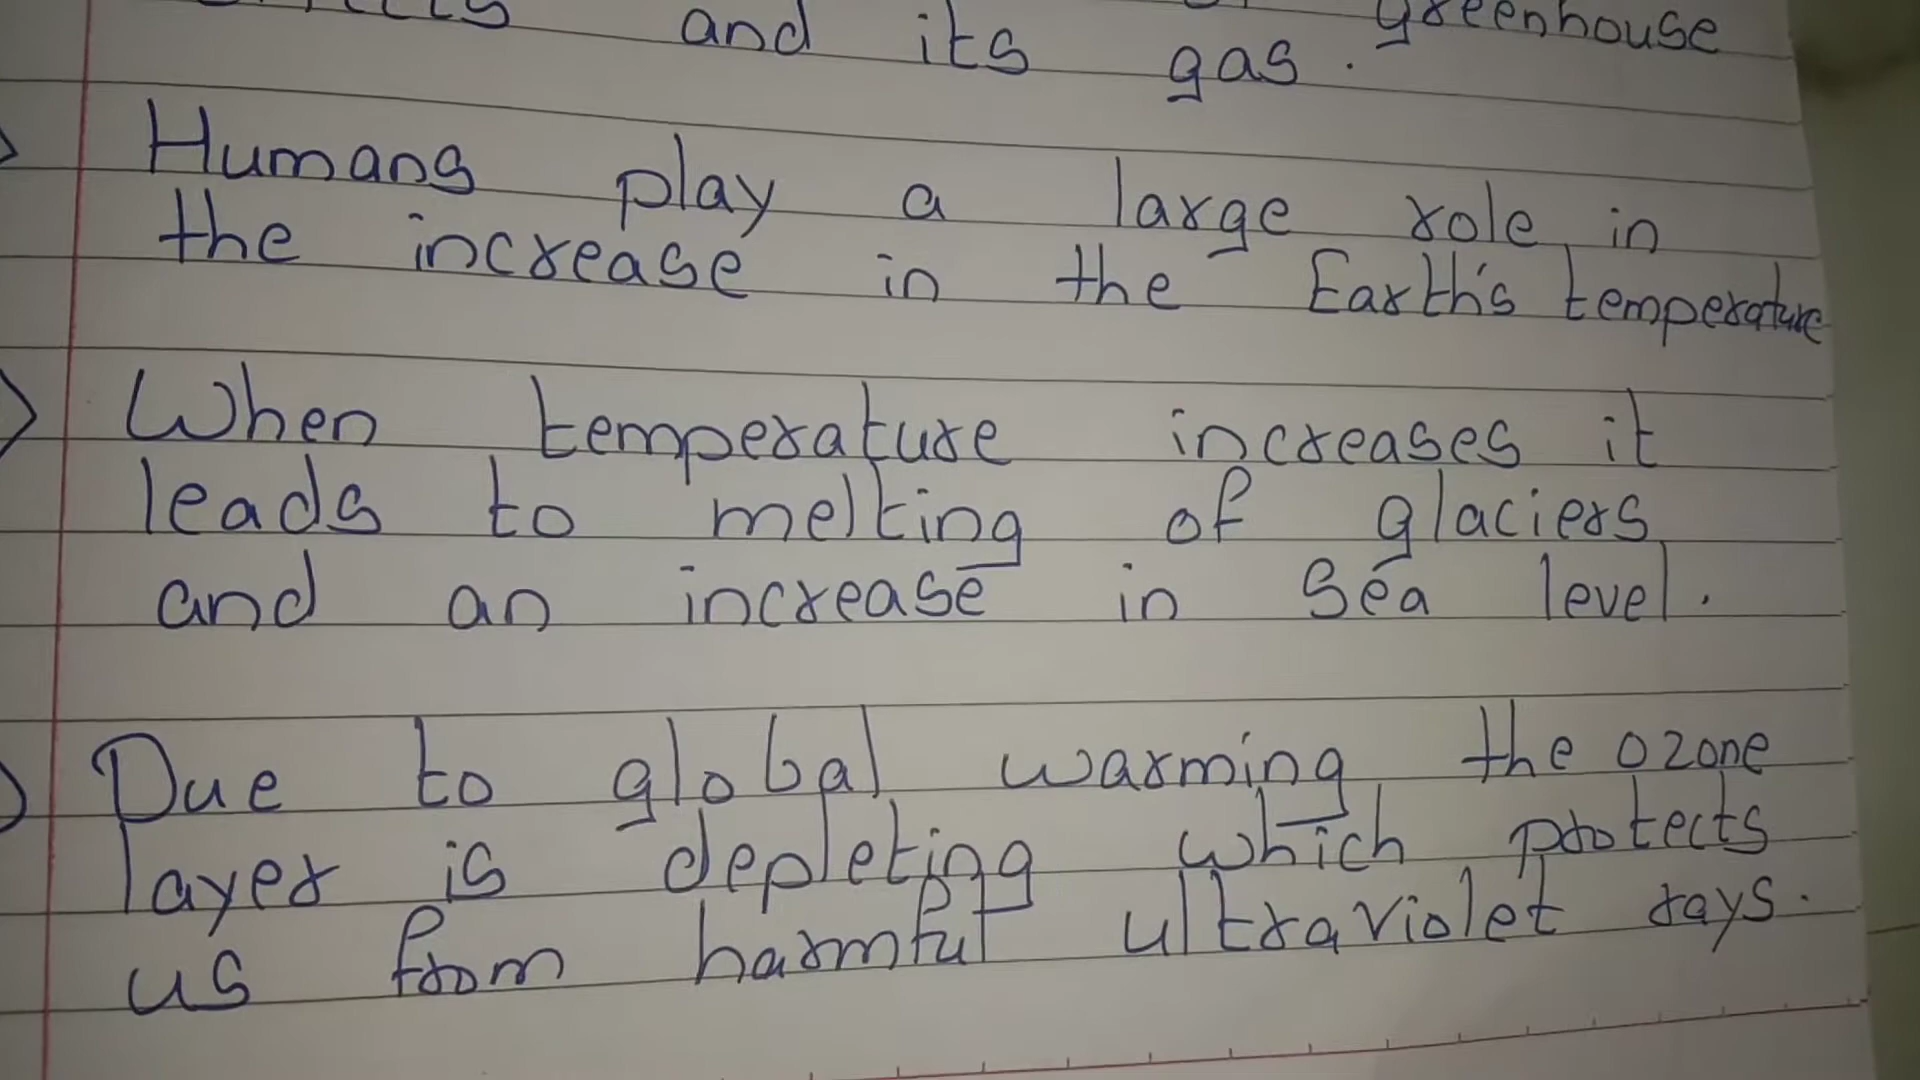 and its greenhouse
gas.
Humans play a large role in
the increase in the Earth's temperature
When temperature increases it
leads to melting of glaciers
and an increase in sea level.
Due to global warming the ozone
layer is depleting which protects
us from harmful ultraviolet rays.